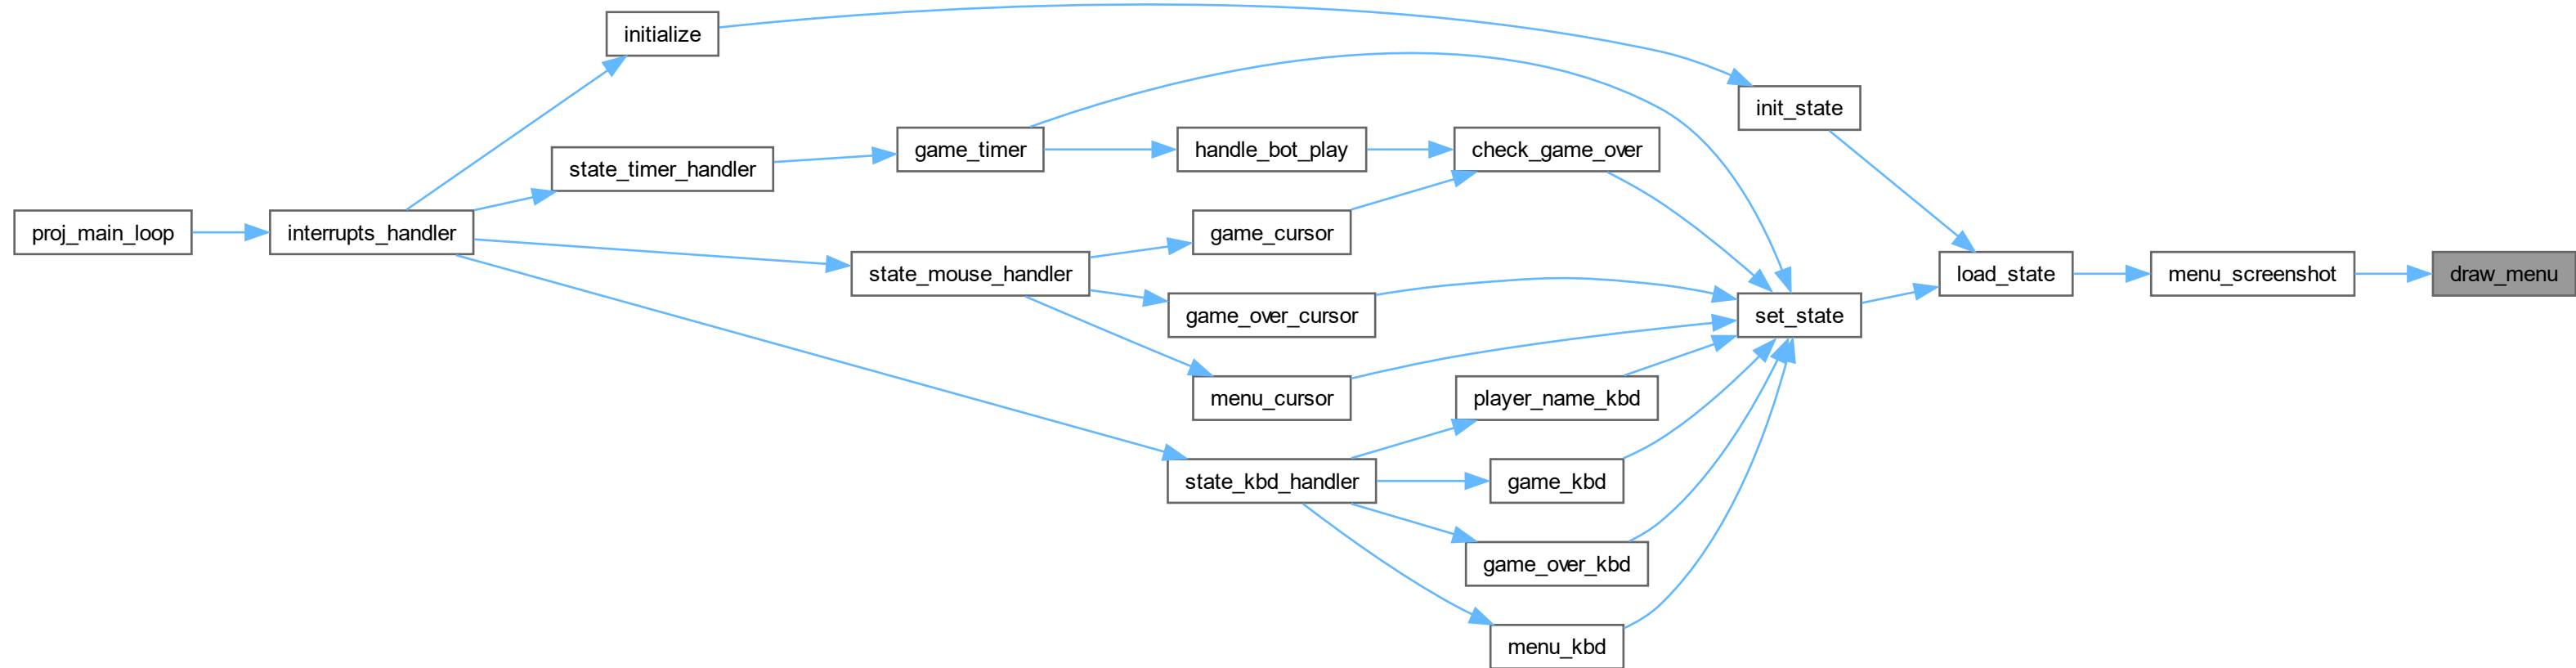 initialize
init_state
game_timer
handle_bot_play
check_game_over
state_timer_handler
proj_main_loop
interrupts_handler
game_cursor
state_mouse_handler
load_state
menu_screenshot
draw_menu
game_over_cursor
set_state
menu_cursor
player_name_kbd
state_kbd_handler
game_kbd
game_over_kbd
menu_kbd